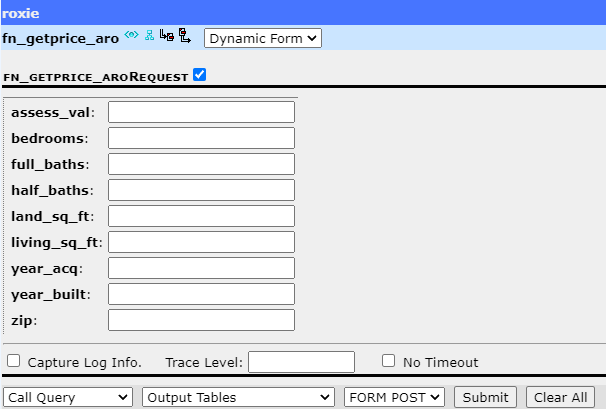 roxie
fn_getprice_aro Dynamic Form
FN_GETPRICE_AROREQUEST
assess_val:
bedrooms:
full_baths:
half_baths:
land_sq_ft:
living_sq_ft:
year_acq:
year_built:
zip:
Capture Log Info. Trace Level: No Timeout
Call Query Output Tables FORM POST Submit Clear All